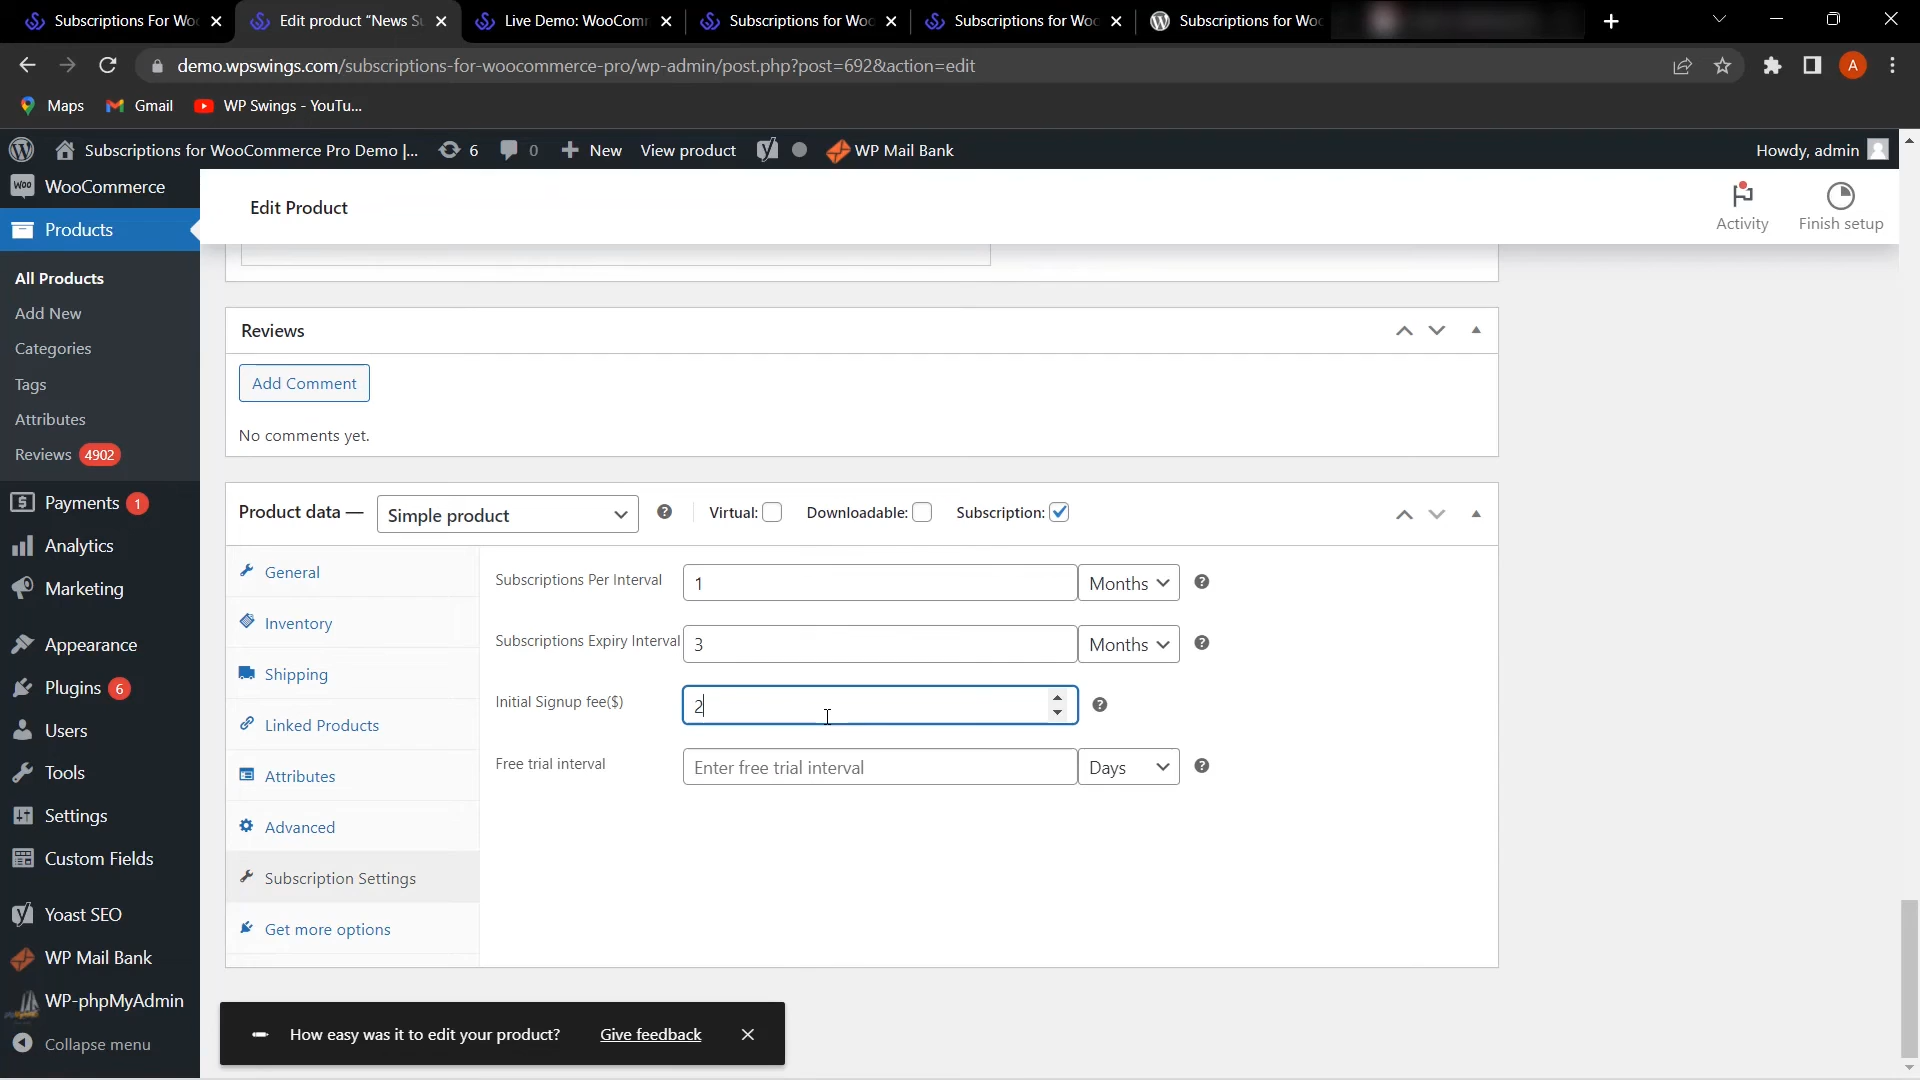 Subscriptions For Wo
Edit product “News Su
Live Demo: WooComm
Subscriptions for Woo
Subscriptions for Woo
Subscriptions for Woo
demo.wpswings.com/subscriptions-for-woocommerce-pro/wp-admin/post.php?post=692&action=edit
A
Maps
Gmail
WP Swings - YouTu...
Subscriptions for WooCommerce Pro Demo |...
6
0
New
View product
WP Mail Bank
Howdy, admin
WooCommerce
Products
All Products
Add New
Categories
Tags
Attributes
Reviews 4902
Payments 1
Analytics
Marketing
Appearance
Plugins 6
Users
Tools
Settings
Custom Fields
Yoast SEO
WP Mail Bank
WP-phpMyAdmin
Collapse menu
Edit Product
Activity
Finish setup
Reviews
Add Comment
No comments yet.
Product data — Simple product
Virtual:
Downloadable:
Subscription:
General
Inventory
Shipping
Linked Products
Attributes
Advanced
Subscription Settings
Get more options
Subscriptions Per Interval 1 Months
Subscriptions Expiry Interval 3 Months
Initial Signup fee($) 2
Free trial interval Enter free trial interval Days
How easy was it to edit your product? Give feedback